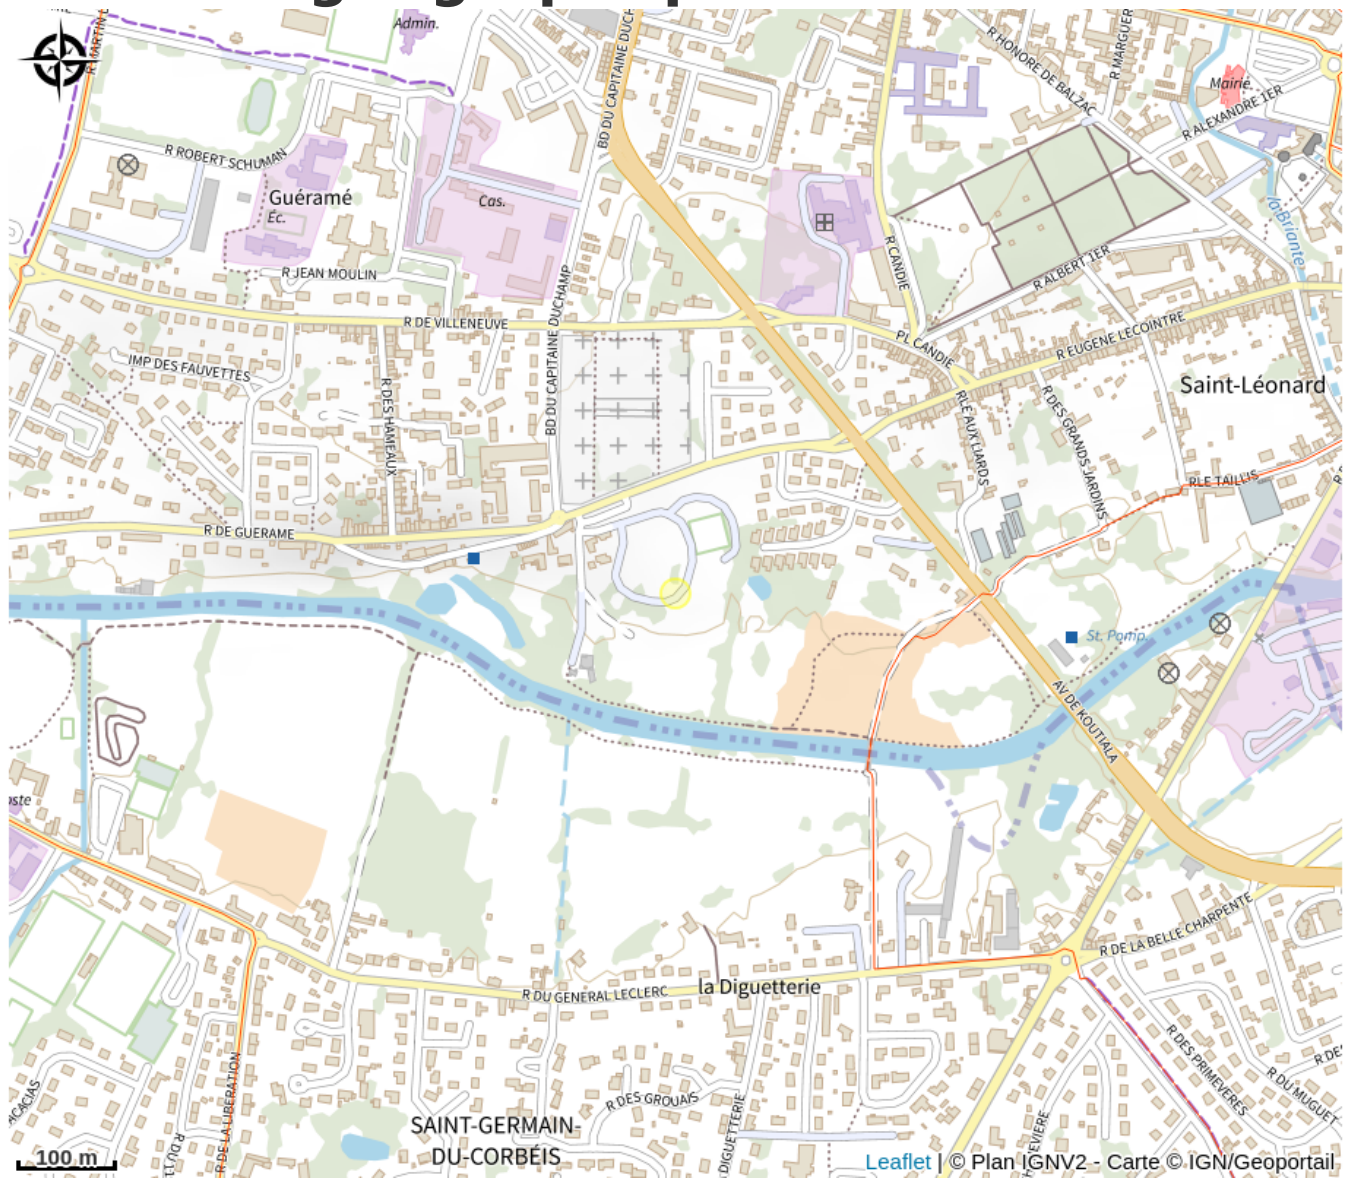 Admin.
R HONORE DE BALZAC
R MARGUER
Mairie.
R ALEXANDRE 1ER
BD DU CAPITAINE DUCH
R ROBERT SCHUMAN
Guéramé
Éc.
Cas.
la Briante
R CANDIE
R ALBERT 1ER
R JEAN MOULIN
R DE VILLENEUVE
BD DU CAPITAINE DUCHAMP
PL CANDIE
R EUGENE LECOINTRE
IMP DES FAUVETTES
R DES HAMEAUX
Saint-Léonard
RLE AUX LIARDS
R DES GRANDS JARDINS
RLE TAILLIS
R DE GUERAME
St. Pomp.
AV DE KOUTIALA
oste
R DE LA BELLE CHARPENTE
R DU GENERAL LECLERC
la Diguetterie
R DES PRIMEVERES
R DU MUGUET
R DE LA LIBERATION
ACACIAS
R DES GROUAIS
DIGUETTERIE
SAINT-GERMAIN-
DU-CORBÉIS
100 m
Leaflet | © Plan IGNV2 - Carte © IGN/Geoportail